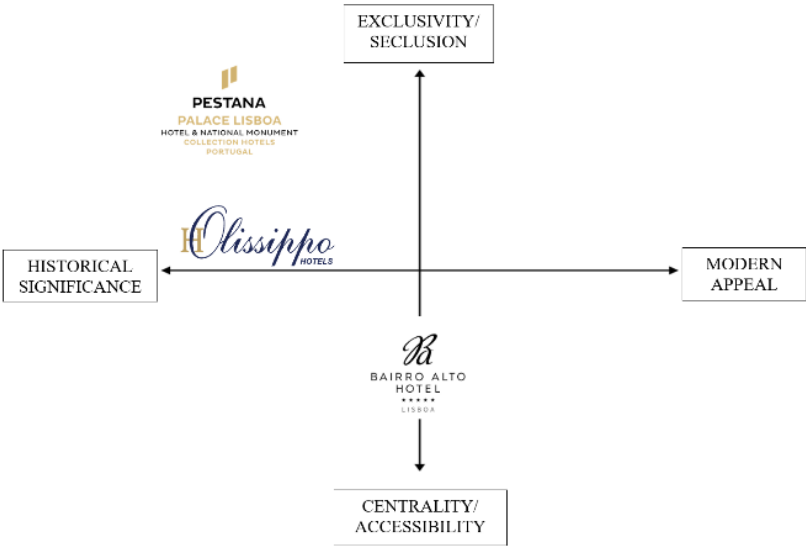 EXCLUSIVITY/
SECLUSION
PESTANA
PALACE LISBOA
HOTEL & NATIONAL MONUMENT
COLLECTION HOTELS
PORTUGAL
H Olissippo
HOTELS
HISTORICAL
SIGNIFICANCE
MODERN
APPEAL
Ba
BAIRRO ALTO
HOTEL
★★★★★
LISBOA
CENTRALITY/
ACCESSIBILITY